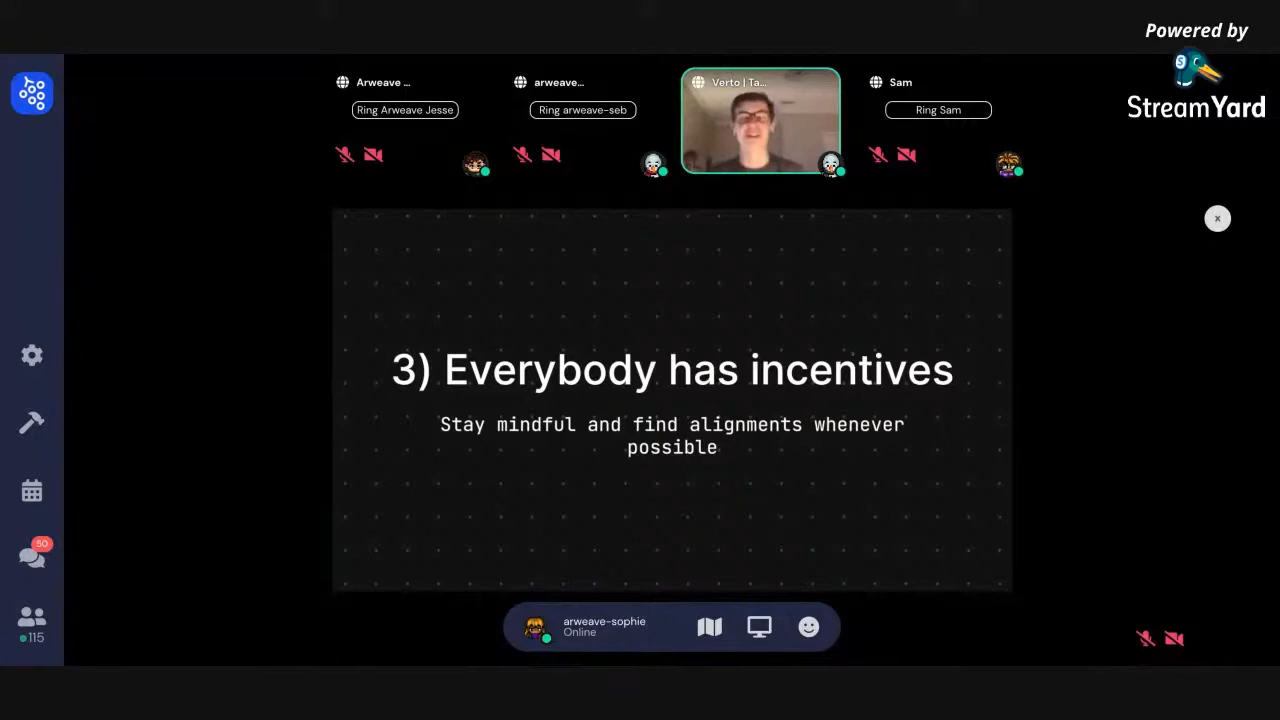 Powered by
StreamYard
Arweave ...
Ring Arweave Jesse
arweave...
Ring arweave-seb
Verto | Ta...
Sam
Ring Sam
×
3) Everybody has incentives
Stay mindful and find alignments whenever
possible
50
115
arweave-sophie
Online